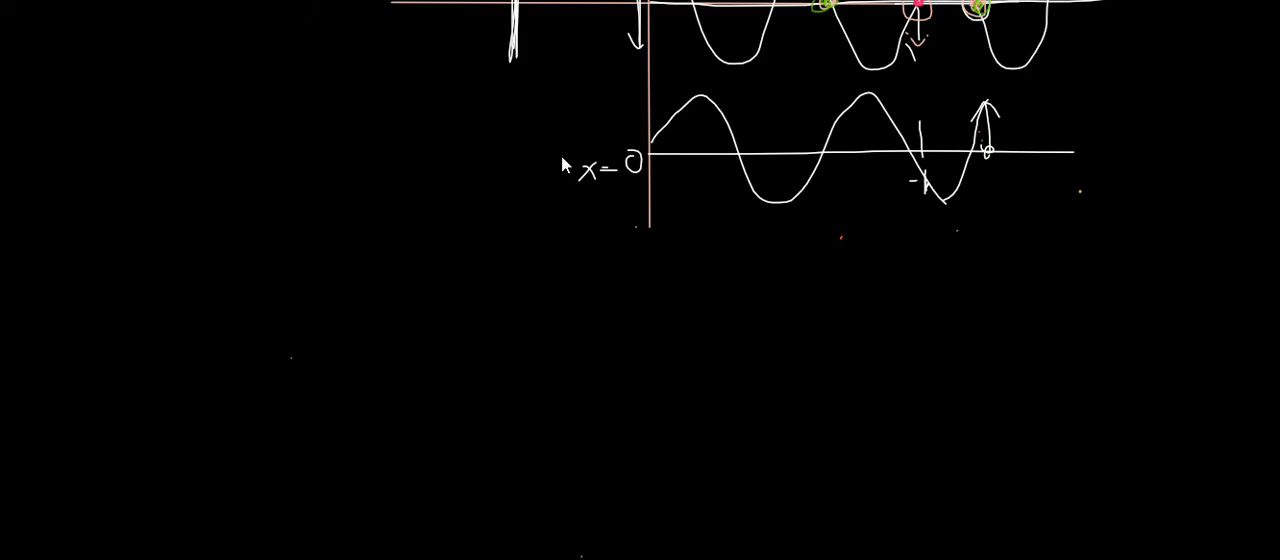 x = 0